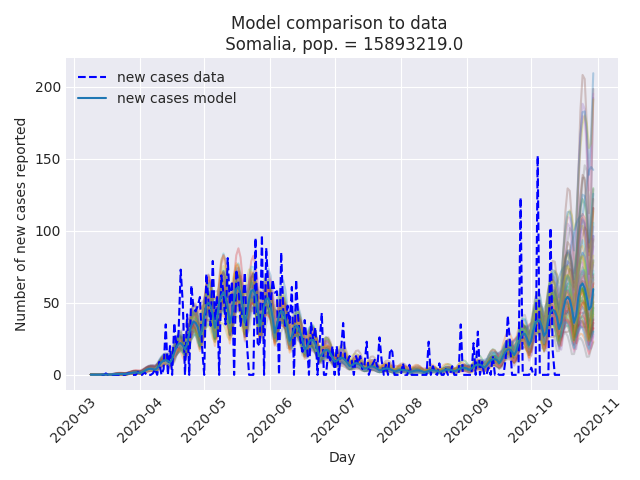 Model comparison to data
Somalia, pop. = 15893219.0
new cases data
new cases model
Number of new cases reported
200
150
100
50
0
2020-03
2020-04
2020-05
2020-06
2020-07
2020-08
2020-09
2020-10
2020-11
Day